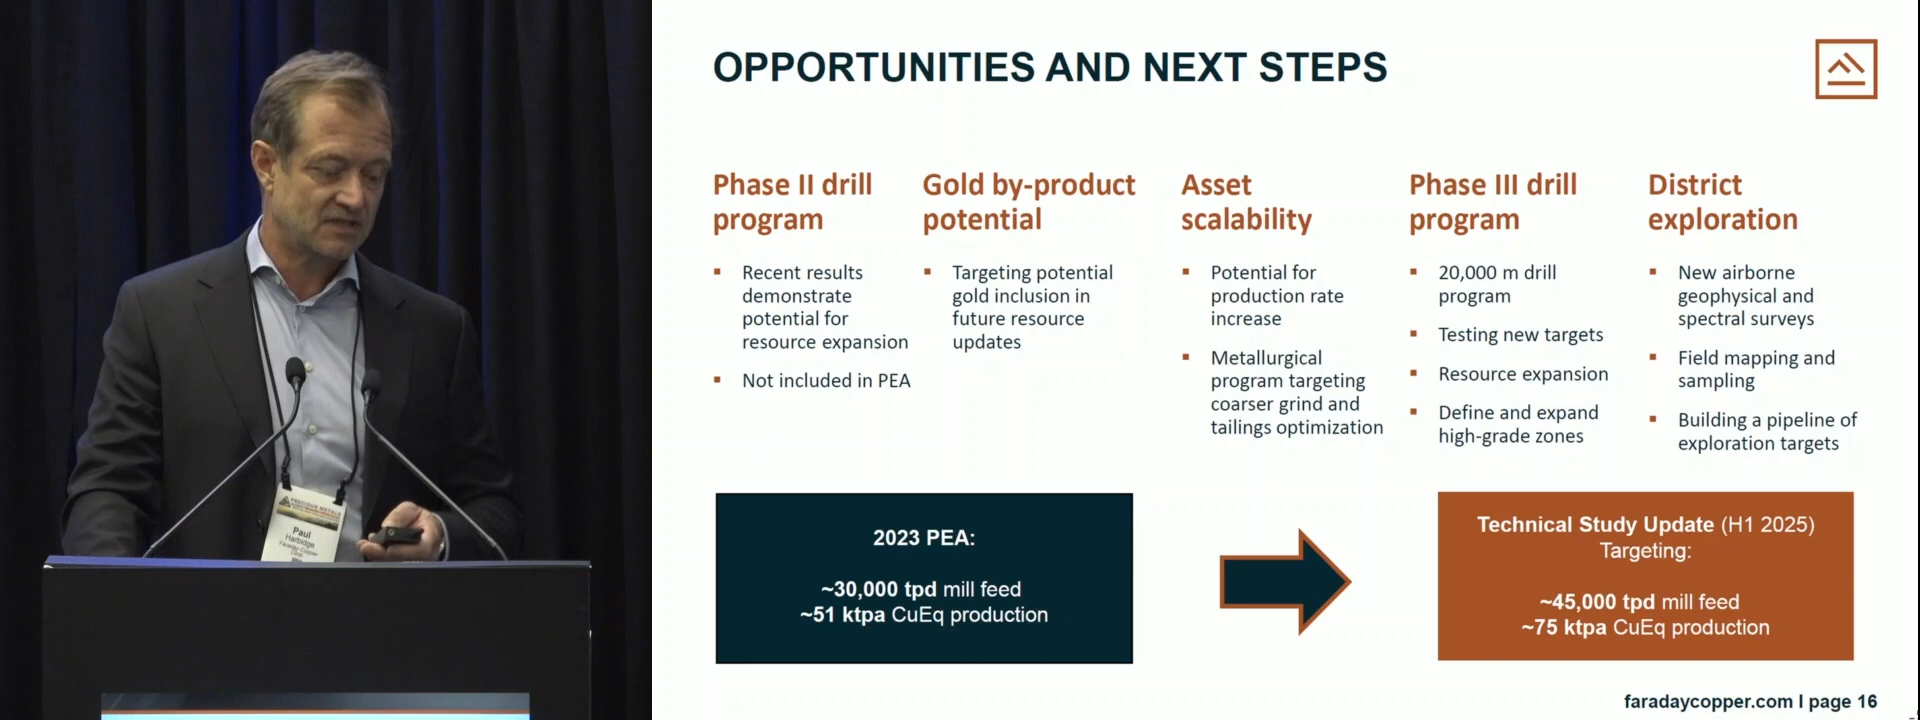 OPPORTUNITIES AND NEXT STEPS
Phase II drill
program
Recent results
demonstrate
potential for
resource expansion
Not included in PEA
Gold by-product
potential
Targeting potential
gold inclusion in
future resource
updates
Asset
scalability
Potential for
production rate
increase
Metallurgical
program targeting
coarser grind and
tailings optimization
Phase III drill
program
20,000 m drill
program
Testing new targets
Resource expansion
Define and expand
high-grade zones
District
exploration
New airborne
geophysical and
spectral surveys
Field mapping and
sampling
Building a pipeline of
exploration targets
2023 PEA:
~30,000 tpd mill feed
~51 ktpa CuEq production
Technical Study Update (H1 2025)
Targeting:
~45,000 tpd mill feed
~75 ktpa CuEq production
faradaycopper.com I page 16
PRECIOUS METALS
Paul
Harbidge
Faraday Copper
Corp